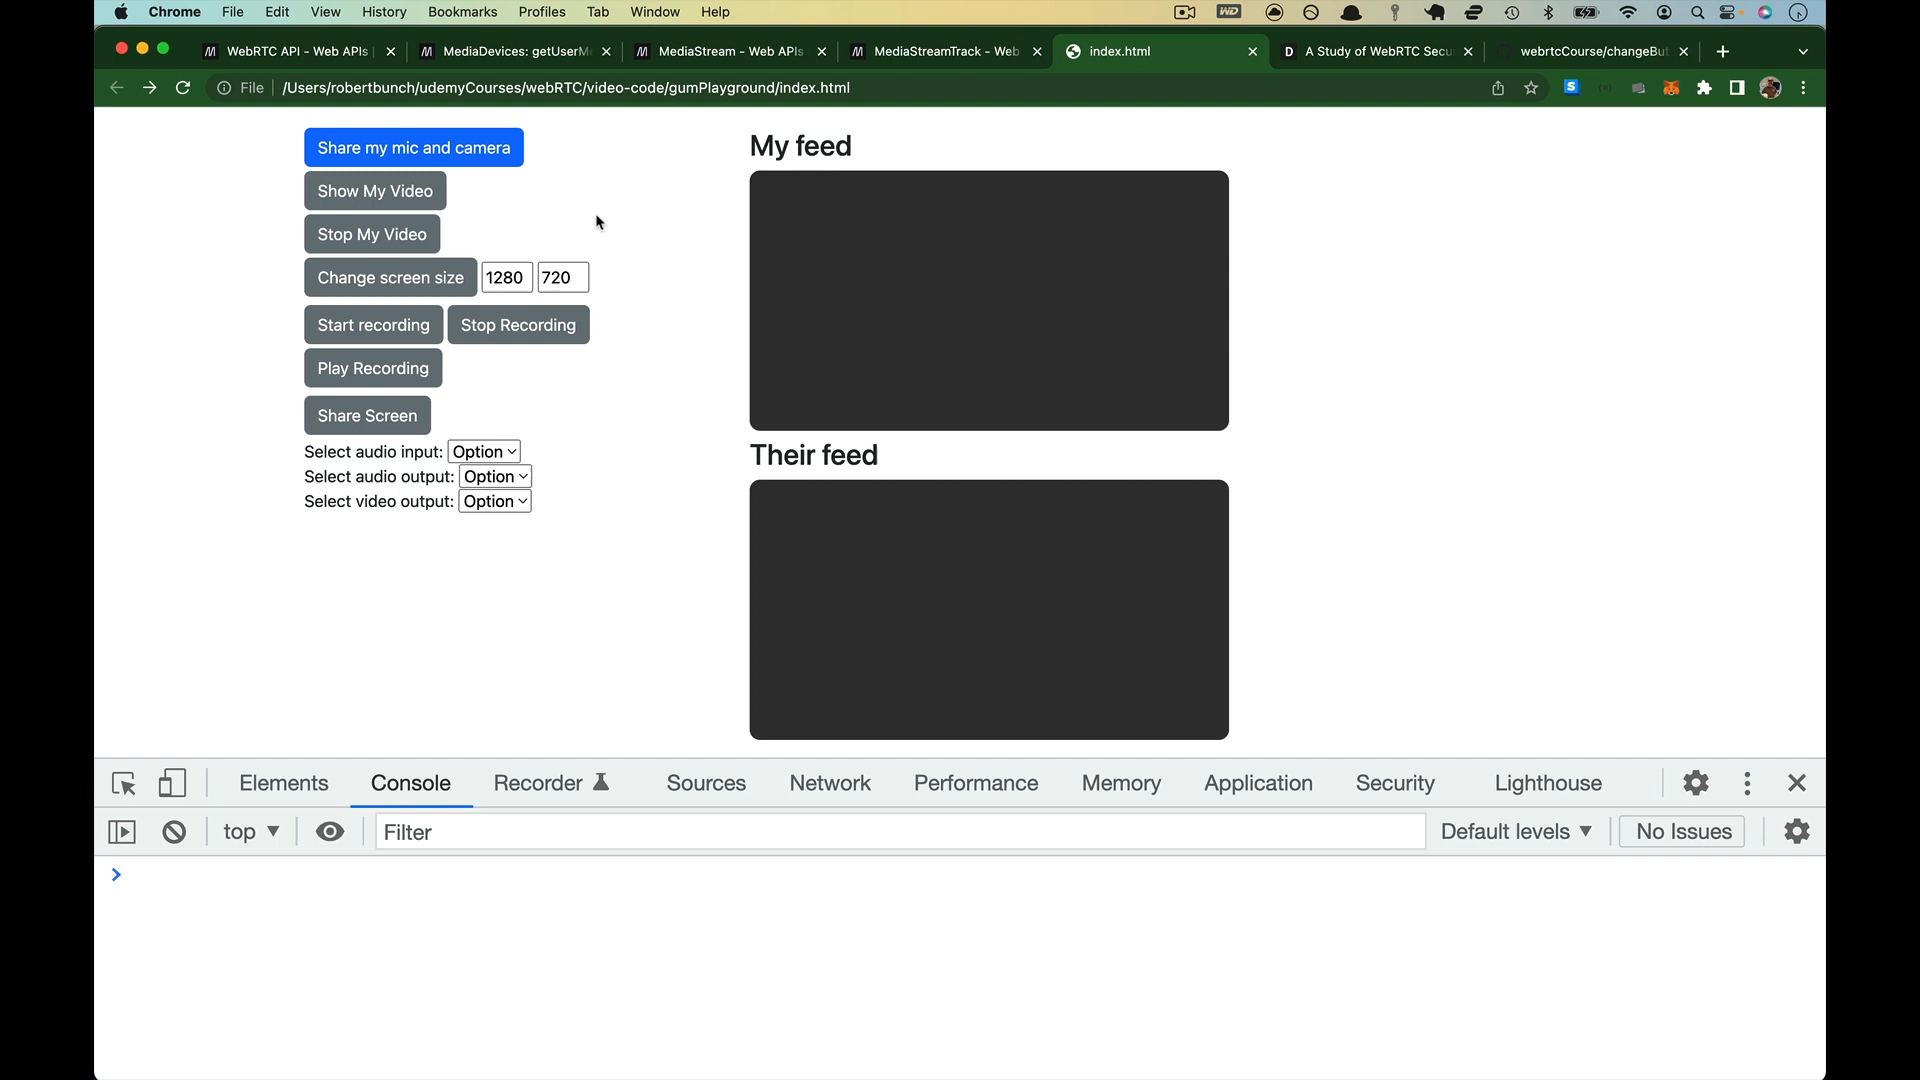 Chrome File Edit View History Bookmarks Profiles Tab Window Help
WebRTC API - Web APIs
MediaDevices: getUserMe
MediaStream - Web APIs
MediaStreamTrack - Web
index.html
A Study of WebRTC Secu
webrtcCourse/changeBut
File /Users/robertbunch/udemyCourses/webRTC/video-code/gumPlayground/index.html
Share my mic and camera
Show My Video
Stop My Video
Change screen size 1280 720
Start recording Stop Recording
Play Recording
Share Screen
Select audio input: Option
Select audio output: Option
Select video output: Option
My feed
Their feed
Elements Console Recorder Sources Network Performance Memory Application Security Lighthouse
top Filter Default levels No Issues